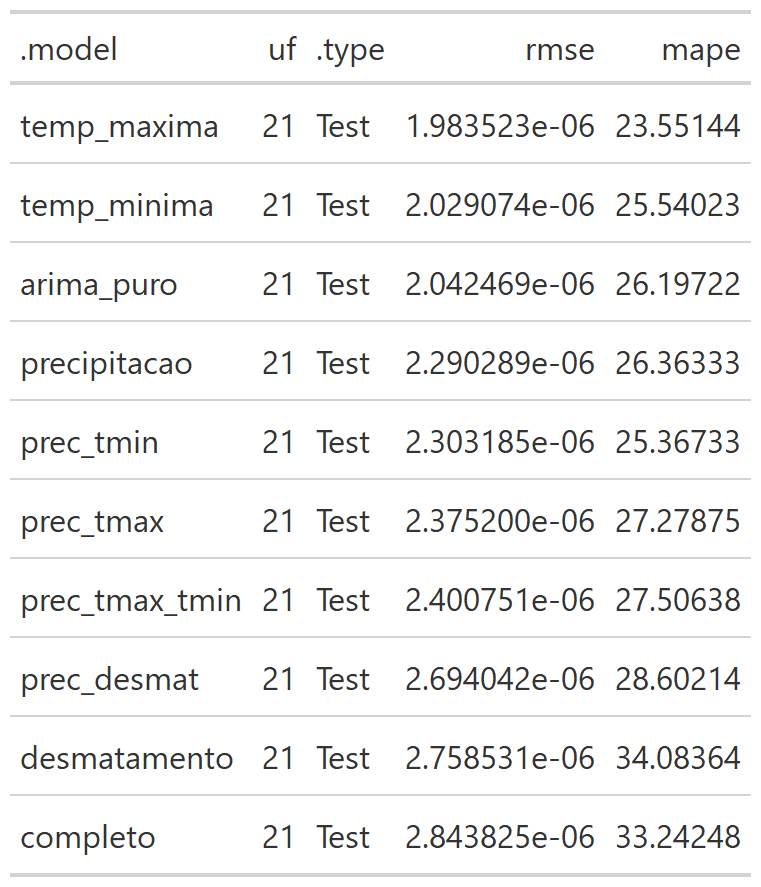 .model uf .type rmse mape
temp_maxima 21 Test 1.983523e-06 23.55144
temp_minima 21 Test 2.029074e-06 25.54023
arima_puro 21 Test 2.042469e-06 26.19722
precipitacao 21 Test 2.290289e-06 26.36333
prec_tmin 21 Test 2.303185e-06 25.36733
prec_tmax 21 Test 2.375200e-06 27.27875
prec_tmax_tmin 21 Test 2.400751e-06 27.50638
prec_desmat 21 Test 2.694042e-06 28.60214
desmatamento 21 Test 2.758531e-06 34.08364
completo 21 Test 2.843825e-06 33.24248